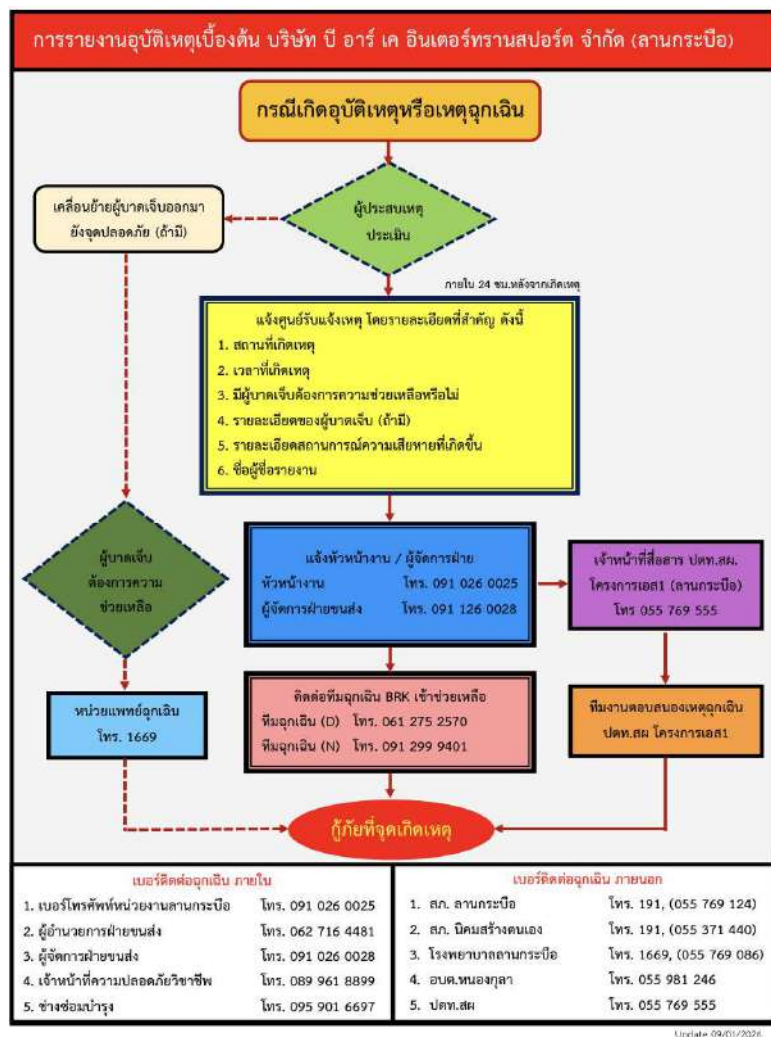 การรายงานอุบัติเหตุเบื้องต้น บริษัท บี อาร์ เค อินเตอร์ทรานสปอร์ต จำกัด (ลานกระบือ)
กรณีเกิดอุบัติเหตุหรือเหตุฉุกเฉิน
ผู้ประสบเหตุ
ประเมิน
เคลื่อนย้ายผู้บาดเจ็บออกมา
ยังจุดปลอดภัย (ถ้ามี)
ภายใน 24 ชม.หลังจากเกิดเหตุ
แจ้งศูนย์รับแจ้งเหตุ โดยรายละเอียดที่สำคัญ ดังนี้
1. สถานที่เกิดเหตุ
2. เวลาที่เกิดเหตุ
3. มีผู้บาดเจ็บต้องการความช่วยเหลือหรือไม่
4. รายละเอียดของผู้บาดเจ็บ (ถ้ามี)
5. รายละเอียดสถานการณ์ความเสียหายที่เกิดขึ้น
6. ชื่อผู้ชื่อรายงาน
ผู้บาดเจ็บ
ต้องการความ
ช่วยเหลือ
แจ้งหัวหน้างาน / ผู้จัดการฝ่าย
หัวหน้างาน โทร. 091 026 0025
ผู้จัดการฝ่ายขนส่ง โทร. 091 126 0028
เจ้าหน้าที่สื่อสาร ปตท.สผ.
โครงการเอส1 (ลานกระบือ)
โทร 055 769 555
หน่วยแพทย์ฉุกเฉิน
โทร. 1669
ติดต่อทีมฉุกเฉิน BRK เข้าช่วยเหลือ
ทีมฉุกเฉิน (D) โทร. 061 275 2570
ทีมฉุกเฉิน (N) โทร. 091 299 9401
ทีมงานตอบสนองเหตุฉุกเฉิน
ปตท.สผ โครงการเอส1
กู้ภัยที่จุดเกิดเหตุ
เบอร์ติดต่อฉุกเฉิน ภายใน
1. เบอร์โทรศัพท์หน่วยงานลานกระบือ โทร. 091 026 0025
2. ผู้อำนวยการฝ่ายขนส่ง โทร. 062 716 4481
3. ผู้จัดการฝ่ายขนส่ง โทร. 091 026 0028
4. เจ้าหน้าที่ความปลอดภัยวิชาชีพ โทร. 089 961 8899
5. ช่างซ่อมบำรุง โทร. 095 901 6697
เบอร์ติดต่อฉุกเฉิน ภายนอก
1. สภ. ลานกระบือ โทร. 191, (055 769 124)
2. สภ. นิคมสร้างตนเอง โทร. 191, (055 371 440)
3. โรงพยาบาลลานกระบือ โทร. 1669, (055 769 086)
4. อบต.หนองกุลา โทร. 055 981 246
5. ปตท.สผ โทร. 055 769 555
Update 09/01/2026